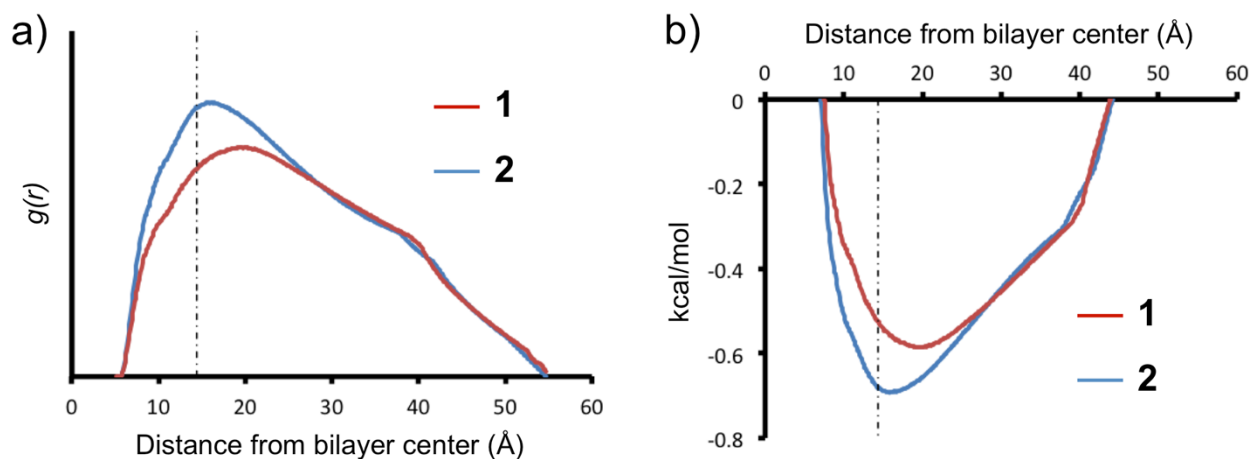 a)
g(r)
1
2
0 10 20 30 40 50 60
Distance from bilayer center (Å)
b)
Distance from bilayer center (Å)
0 10 20 30 40 50 60
0
-0.2
-0.4
-0.6
-0.8
kcal/mol
1
2